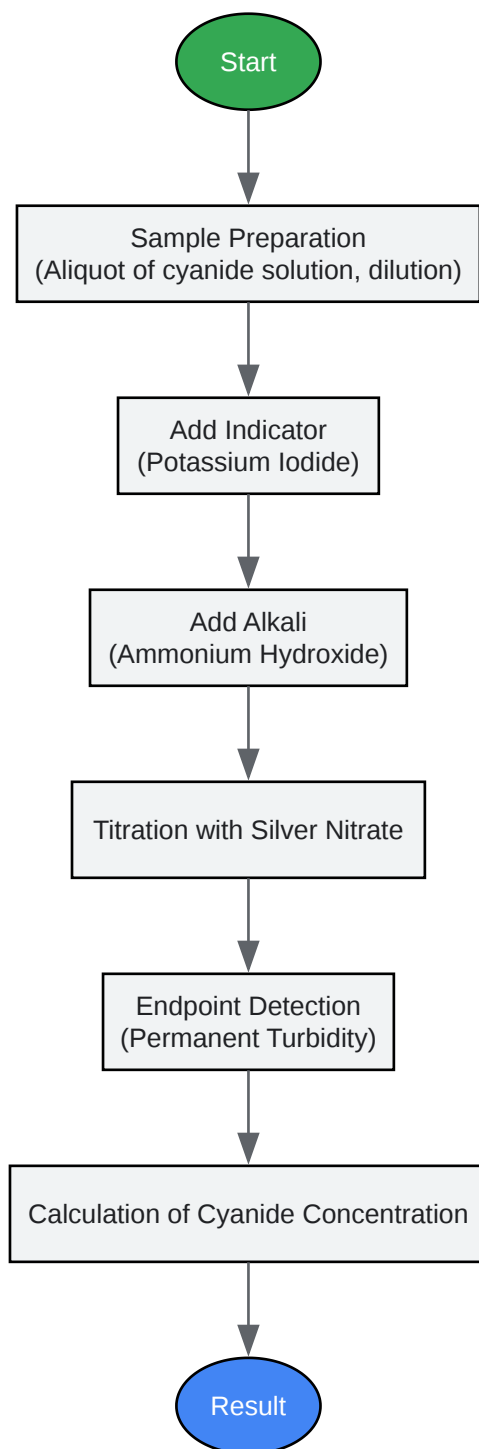 Start
Sample Preparation
(Aliquot of cyanide solution, dilution)
Add Indicator
(Potassium Iodide)
Add Alkali
(Ammonium Hydroxide)
Titration with Silver Nitrate
Endpoint Detection
(Permanent Turbidity)
Calculation of Cyanide Concentration
Result